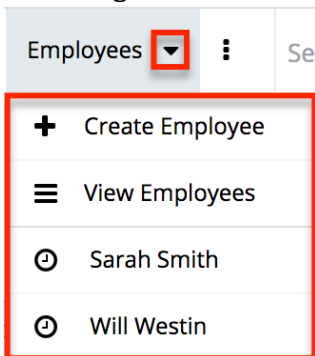 Employees
Se
Create Employee
View Employees
Sarah Smith
Will Westin